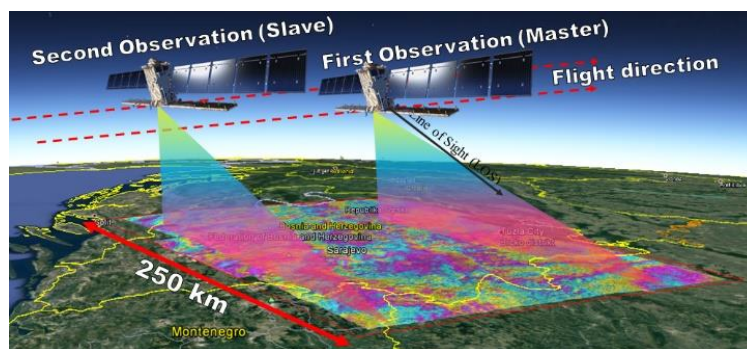 Second Observation (Slave)
First Observation (Master)
Flight direction
Line of Sight (LOS)
Bosnia and Herzegovina
Sarajevo
250 km
Montenegro